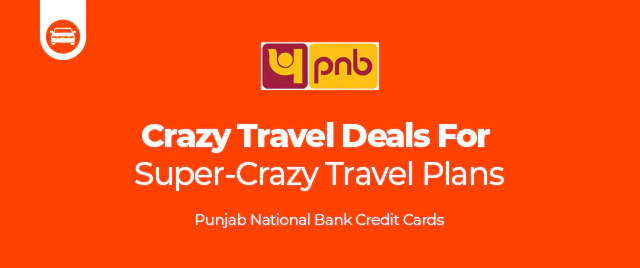 pnb
Crazy Travel Deals For
Super-Crazy Travel Plans
Punjab National Bank Credit Cards